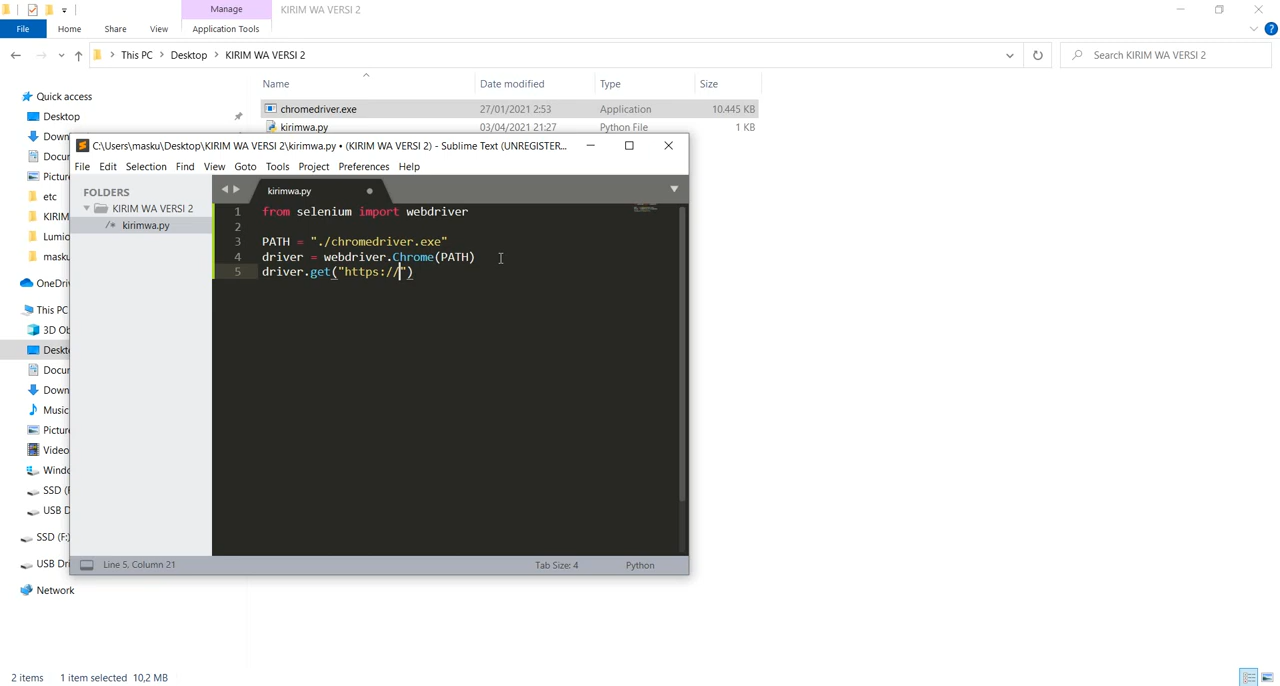 Manage
KIRIM WA VERSI 2
File
Home
Share
View
Application Tools
This PC
Desktop
KIRIM WA VERSI 2
Search KIRIM WA VERSI 2
Name
Date modified
Type
Size
chromedriver.exe
27/01/2021 2:53
Application
10.445 KB
kirimwa.py
03/04/2021 21:27
Python File
1 KB
Quick access
Desktop
Down
Docum
Picture
etc
KIRIM
Lumio
masku
OneDriv
This PC
3D Ob
Deskto
Docum
Down
Music
Picture
Video
Windo
SSD (F
USB D
SSD (F:)
USB Dri
Network
C:\Users\masku\Desktop\KIRIM WA VERSI 2\kirimwa.py • (KIRIM WA VERSI 2) - Sublime Text (UNREGISTER...
File Edit Selection Find View Goto Tools Project Preferences Help
FOLDERS
KIRIM WA VERSI 2
/* kirimwa.py
kirimwa.py
1 from selenium import webdriver
2
3 PATH = "./chromedriver.exe"
4 driver = webdriver.Chrome(PATH)
5 driver.get("https://")
Line 5, Column 21
Tab Size: 4
Python
2 items
1 item selected 10,2 MB